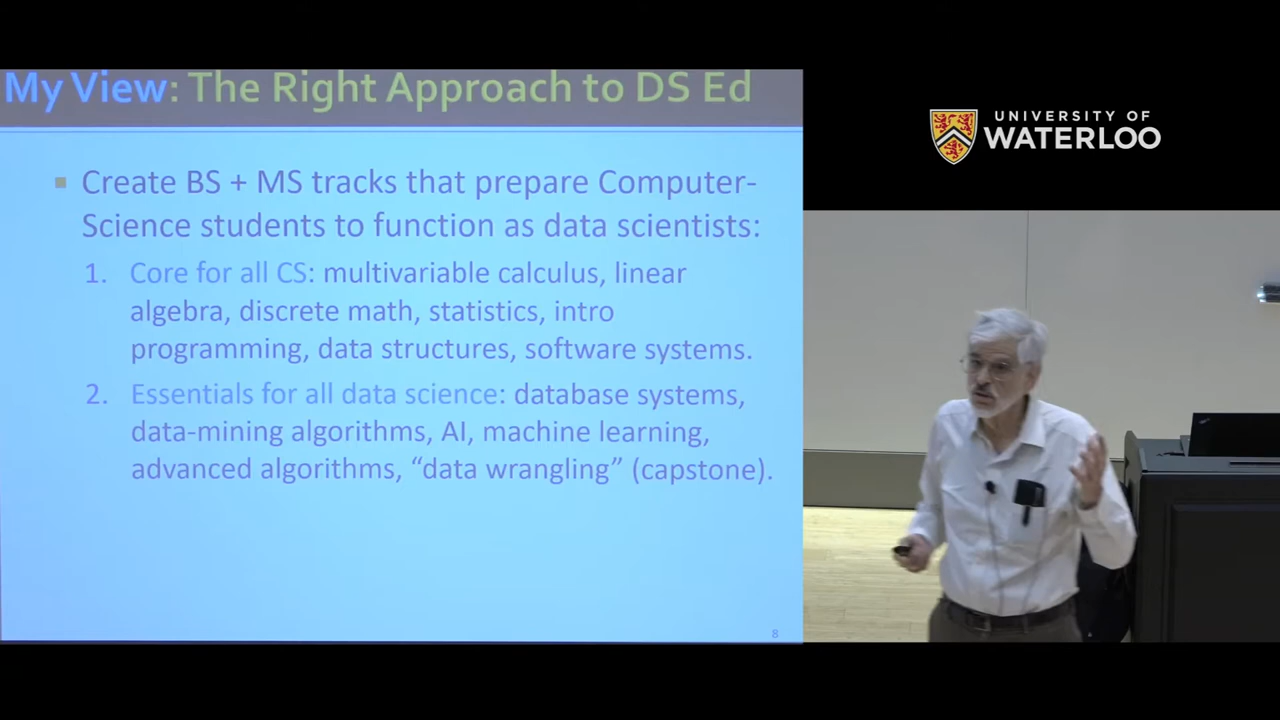 My View: The Right Approach to DS Ed
▪ Create BS + MS tracks that prepare Computer-
Science students to function as data scientists:
1. Core for all CS: multivariable calculus, linear
algebra, discrete math, statistics, intro
programming, data structures, software systems.
2. Essentials for all data science: database systems,
data-mining algorithms, AI, machine learning,
advanced algorithms, “data wrangling” (capstone).
8
UNIVERSITY OF
WATERLOO